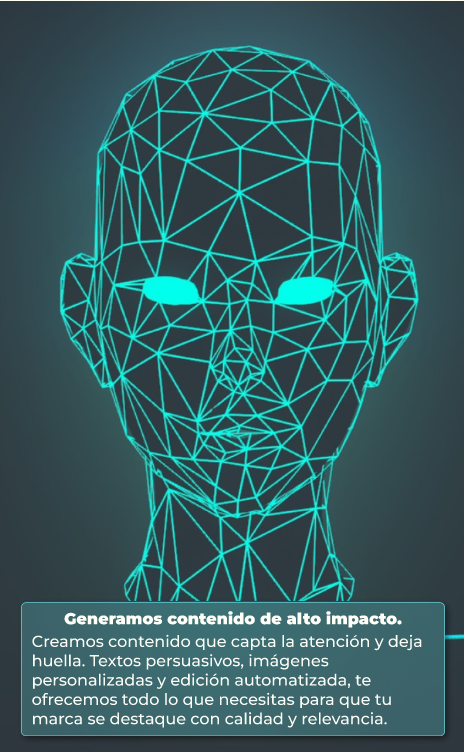 Generamos contenido de alto impacto.
Creamos contenido que capta la atención y deja
huella. Textos persuasivos, imágenes
personalizadas y edición automatizada, te
ofrecemos todo lo que necesitas para que tu
marca se destaque con calidad y relevancia.